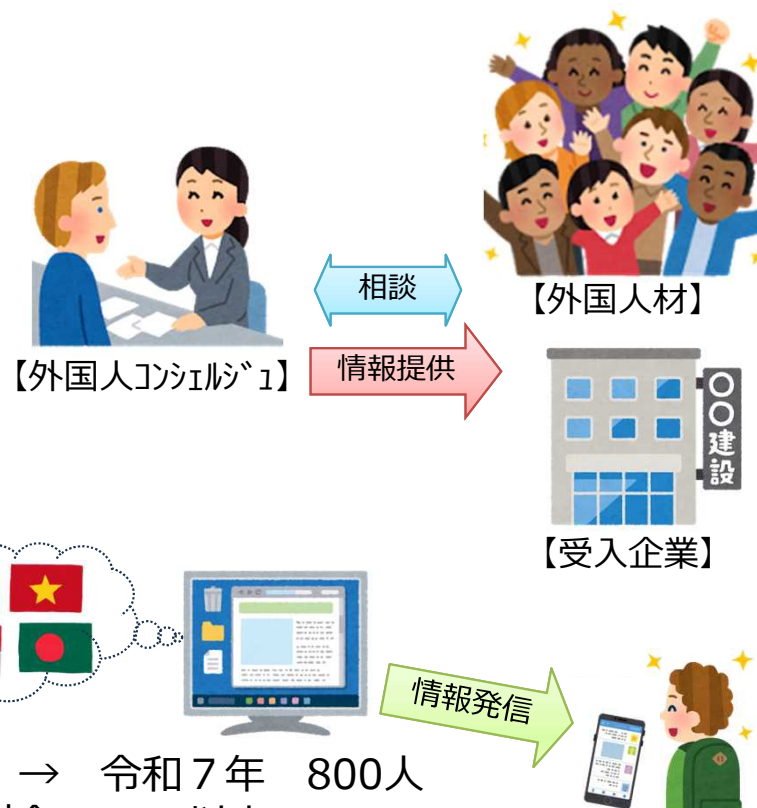 相談
【外国人材】
【外国人ｺﾝｼｪﾙｼﾞｭ】
情報提供
〇〇建設
【受入企業】
情報発信
→ 令和７年 800人